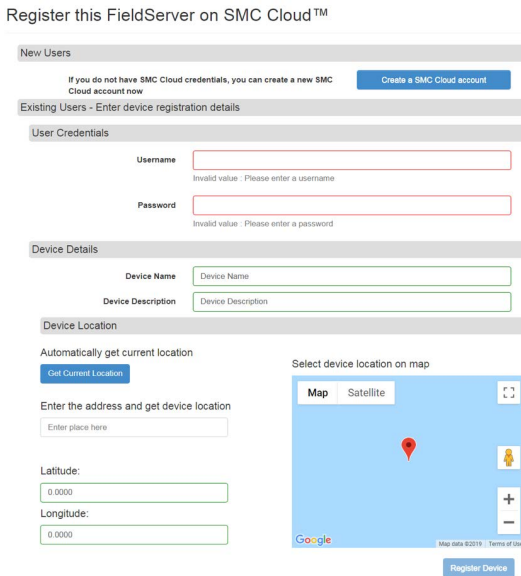 Register this FieldServer on SMC Cloud™
New Users
If you do not have SMC Cloud credentials, you can create a new SMC
Cloud account now
Create a SMC Cloud account
Existing Users - Enter device registration details
User Credentials
Username
Invalid value : Please enter a username
Password
Invalid value : Please enter a password
Device Details
Device Name
Device Name
Device Description
Device Description
Device Location
Automatically get current location
Get Current Location
Enter the address and get device location
Enter place here
Latitude:
0.0000
Longitude:
0.0000
Select device location on map
Map Satellite
Google
Map data ©2019 Terms of Use
Register Device